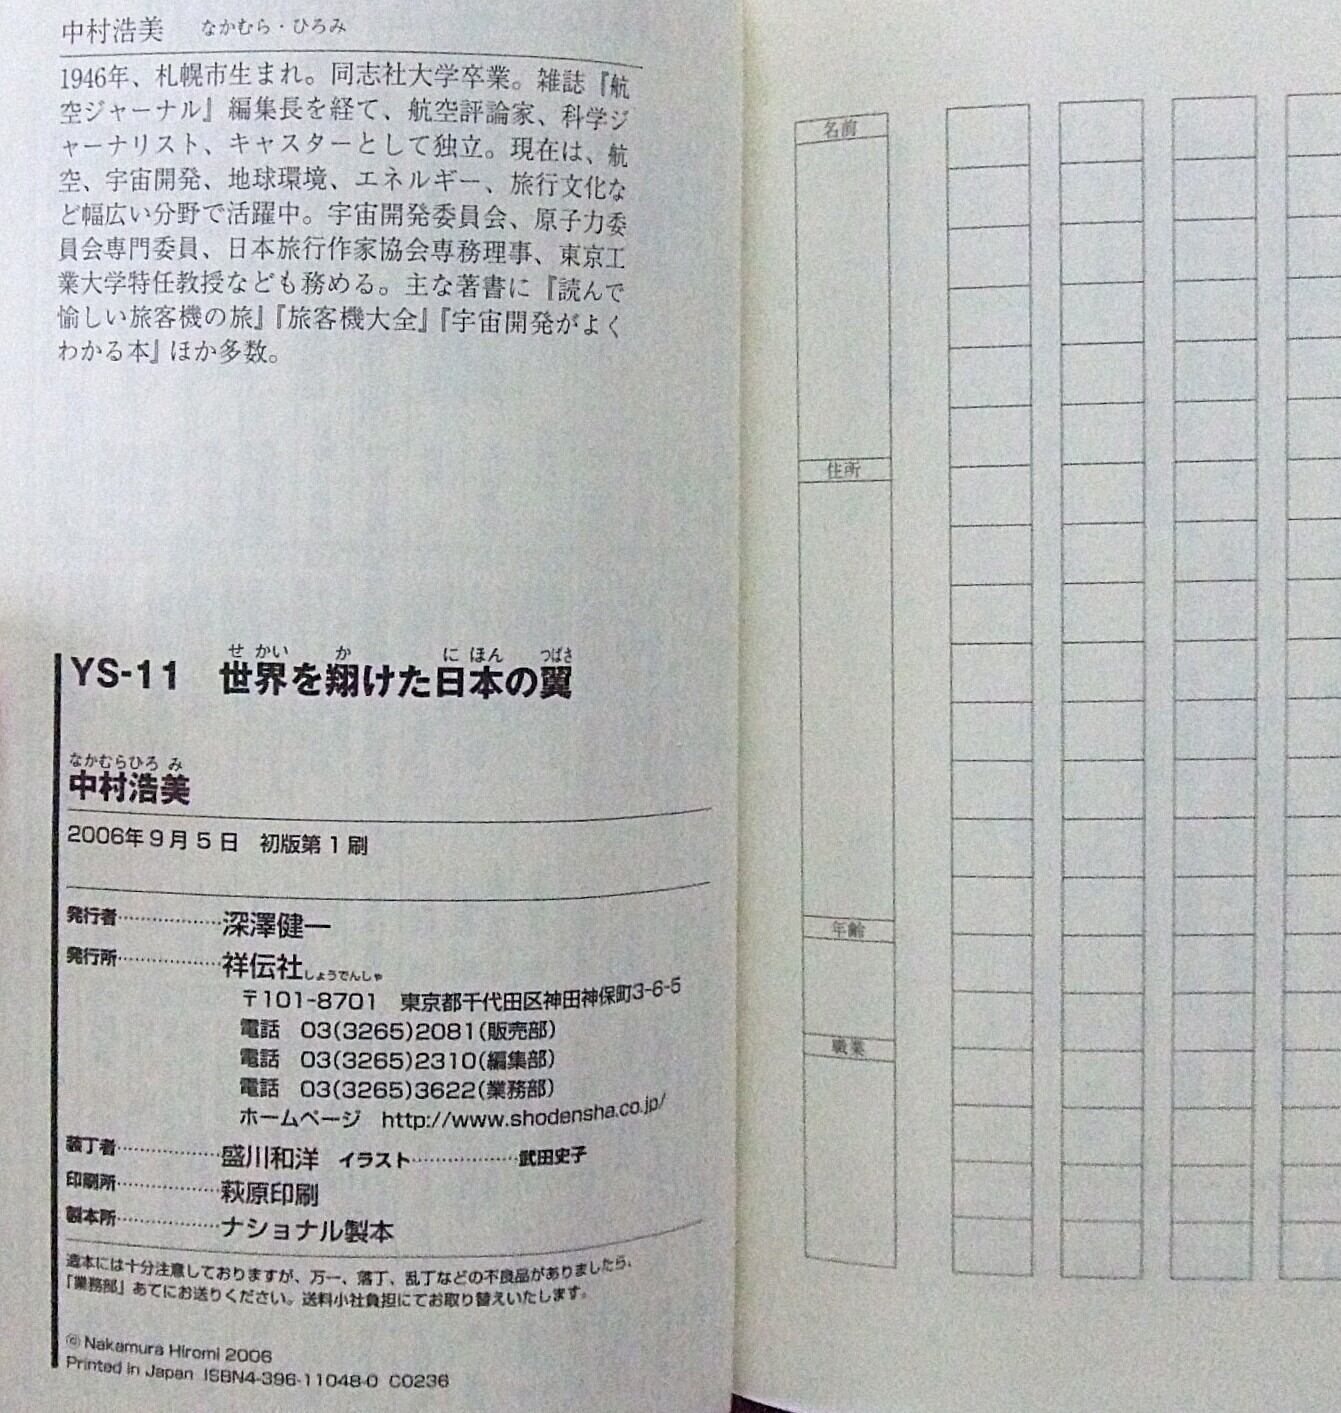 中村浩美　なかむら・ひろみ
1946年、札幌市生まれ。同志社大学卒業。雑誌『航
空ジャーナル』編集長を経て、航空評論家、科学ジ
ャーナリスト、キャスターとして独立。現在は、航
空、宇宙開発、地球環境、エネルギー、旅行文化な
ど幅広い分野で活躍中。宇宙開発委員会、原子力委
員会専門委員、日本旅行作家協会専務理事、東京工
業大学特任教授なども務める。主な著書に『読んで
愉しい旅客機の旅』『旅客機大全』『宇宙開発がよく
わかる本』ほか多数。
せかい か にほん つばさ
YS-11　世界を翔けた日本の翼
なかむらひろみ
中村浩美
2006年9月5日　初版第1刷
発行者………………深澤健一
発行所………………祥伝社しょうでんしゃ
〒101-8701　東京都千代田区神田神保町3-6-5
電話　03(3265)2081(販売部)
電話　03(3265)2310(編集部)
電話　03(3265)3622(業務部)
ホームページ　http://www.shodensha.co.jp/
装丁者………………盛川和洋　イラスト………………武田史子
印刷所………………萩原印刷
製本所………………ナショナル製本
造本には十分注意しておりますが、万一、落丁、乱丁などの不良品がありましたら、
「業務部」あてにお送りください。送料小社負担にてお取り替えいたします。
© Nakamura Hiromi 2006
Printed in Japan ISBN4-396-11048-0 C0236
名前
住所
年齢
職業